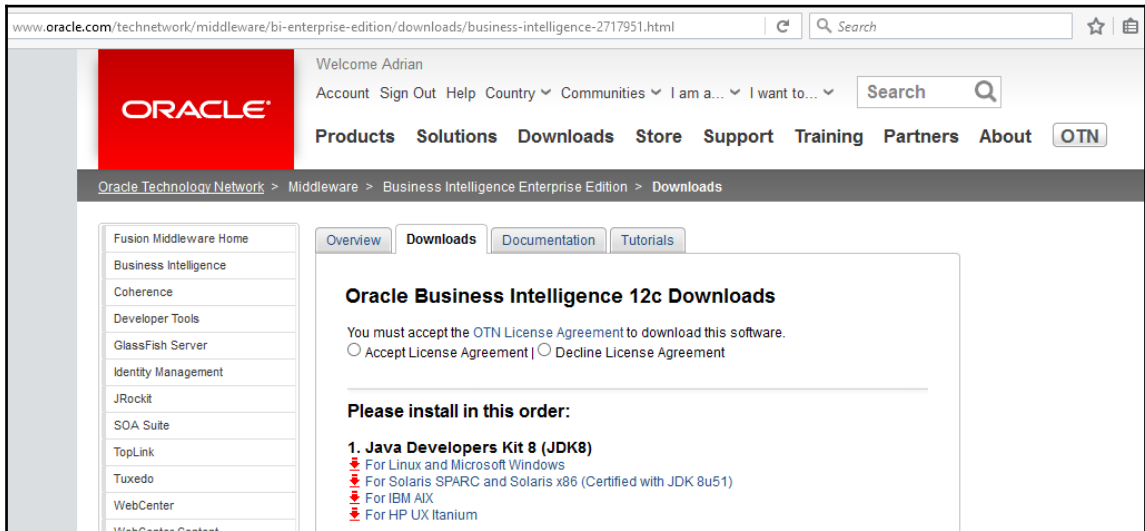 www.oracle.com/technetwork/middleware/bi-enterprise-edition/downloads/business-intelligence-2717951.html
Search
Welcome Adrian
Account Sign Out Help Country Communities I am a... I want to... Search
ORACLE
Products Solutions Downloads Store Support Training Partners About OTN
Oracle Technology Network > Middleware > Business Intelligence Enterprise Edition > Downloads
Fusion Middleware Home
Business Intelligence
Coherence
Developer Tools
GlassFish Server
Identity Management
JRockit
SOA Suite
TopLink
Tuxedo
WebCenter
WebCenter Content
Overview Downloads Documentation Tutorials
Oracle Business Intelligence 12c Downloads
You must accept the OTN License Agreement to download this software.
Accept License Agreement | Decline License Agreement
Please install in this order:
1. Java Developers Kit 8 (JDK8)
For Linux and Microsoft Windows
For Solaris SPARC and Solaris x86 (Certified with JDK 8u51)
For IBM AIX
For HP UX Itanium